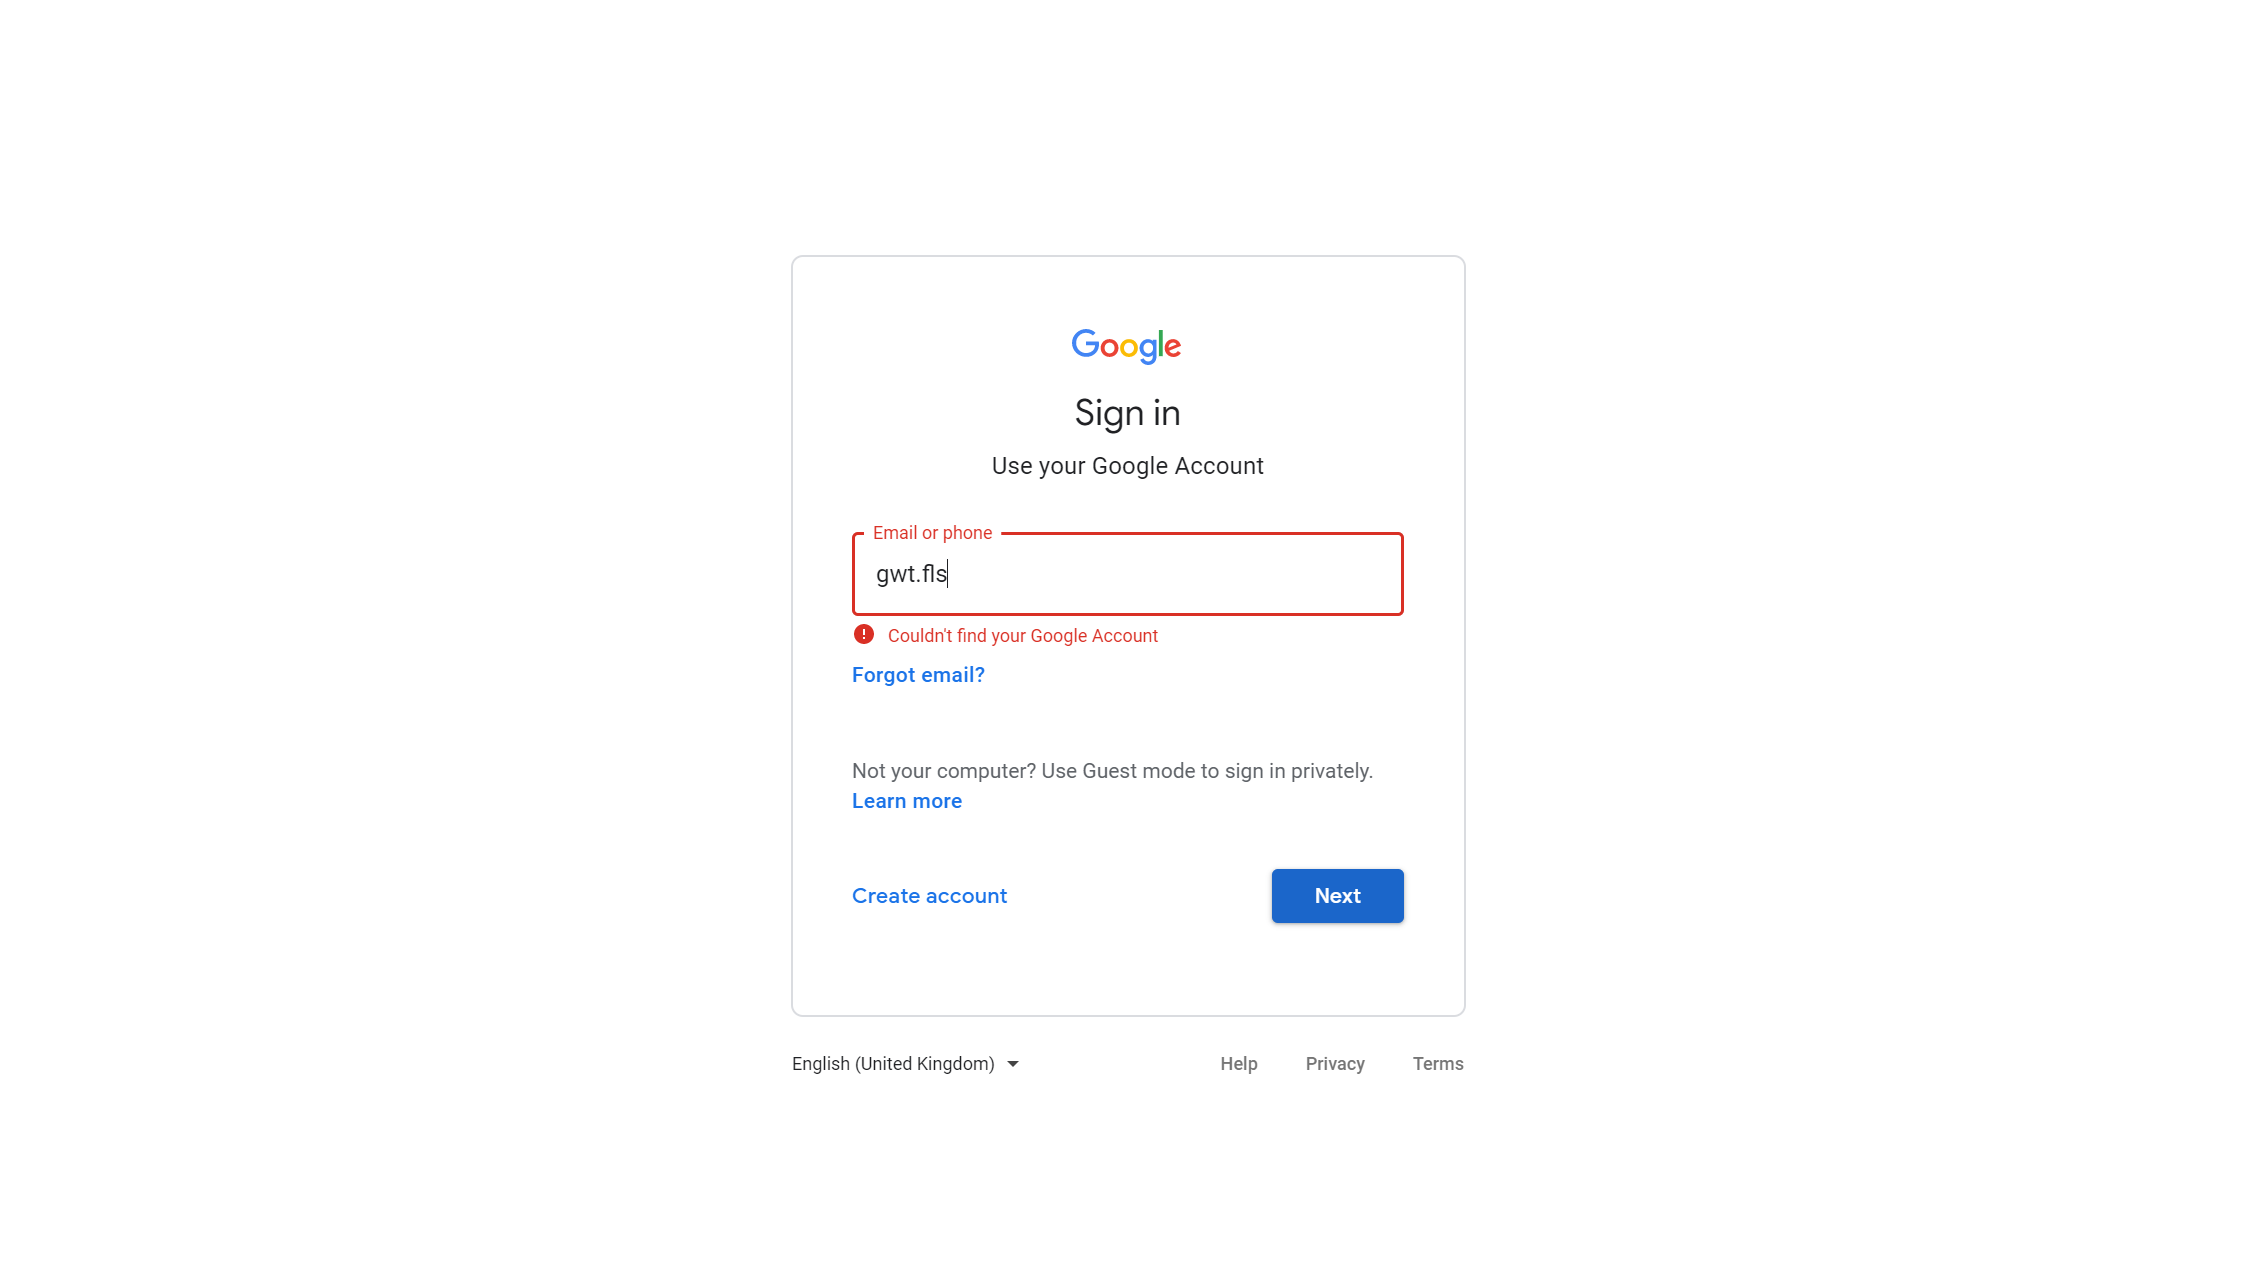 Google
Sign in
Use your Google Account
Email or phone
gwt.fls
Couldn't find your Google Account
Forgot email?
Not your computer? Use Guest mode to sign in privately.
Learn more
Create account
Next
English (United Kingdom)
Help
Privacy
Terms